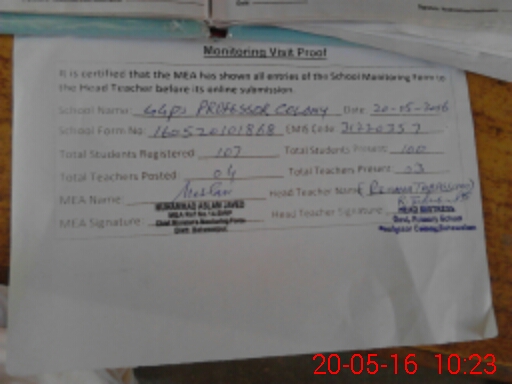 Monitoring Visit Proof
It is certified that the MEA has shown all entries of the School Monitoring Form to
the Head Teacher before its online submission.
School Name: GGPS PROFESSOR COLONY Date: 20-05-2016
School Form No: 160520101868 EMIS Code: 31220357
Total Students Registered: 107 Total Students Present: 100
Total Teachers Posted: 04 Total Teachers Present: 03
MEA Name: Aslam Head Teacher Name: TABASSUM)
MUHAMMAD ASLAM JAVED
MEA Signature: Head Teacher Signature:
HEAD MISTRESS
Govt. Primary School
Professor Colony Bahawalpur
20-05-16 10:23